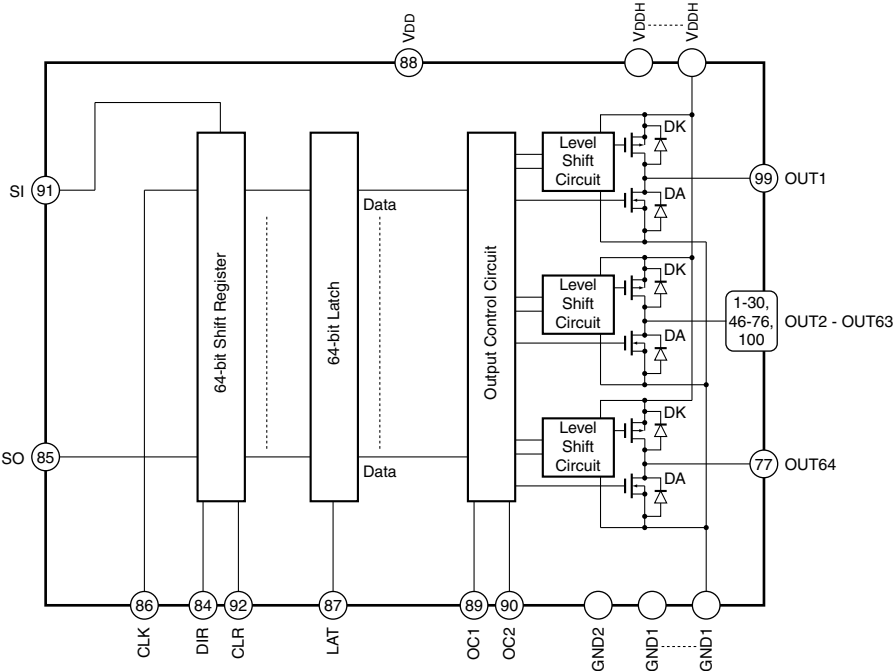 VDD
VDDH
VDDH
88
DK
Level
Shift
Circuit
SI
91
99
OUT1
DA
Data
DK
64-bit Shift Register
64-bit Latch
Output Control Circuit
Level
Shift
Circuit
1-30,
46-76,
100
OUT2 - OUT63
DA
DK
Level
Shift
Circuit
SO
85
77
OUT64
Data
DA
86
84
92
87
89
90
CLK
DIR
CLR
LAT
OC1
OC2
GND2
GND1
GND1